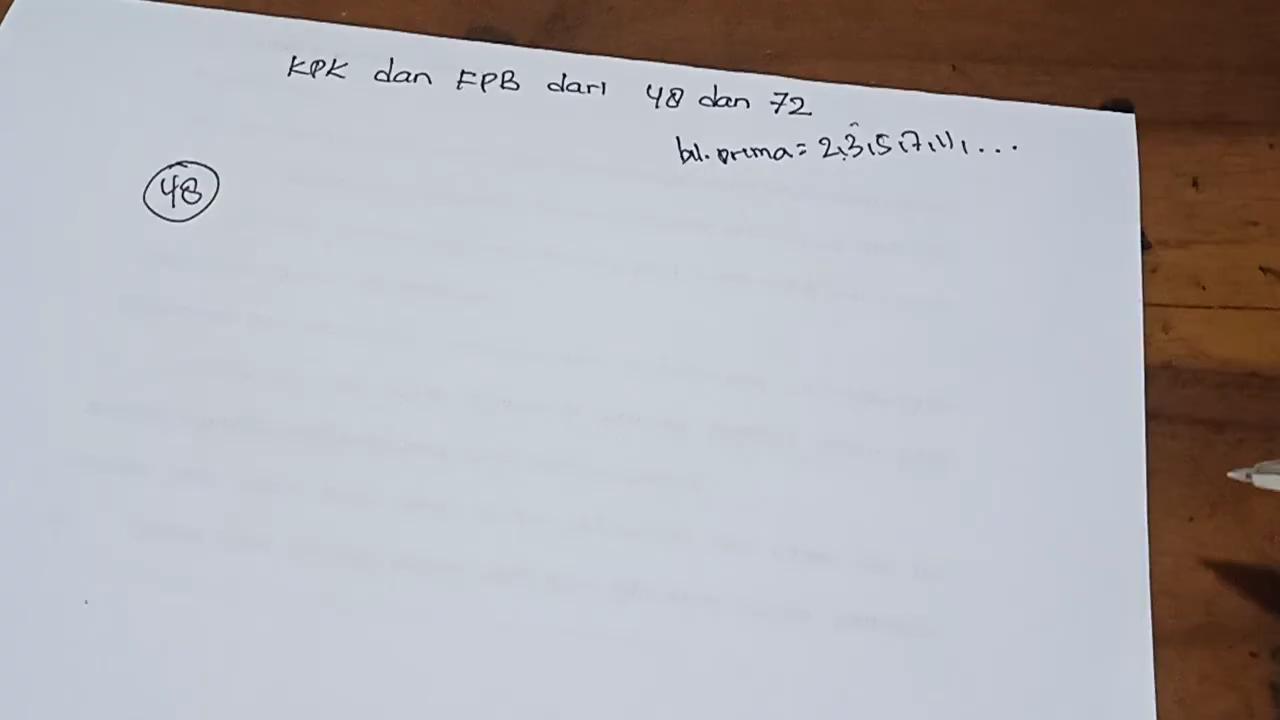 KPK dan FPB dari 48 dan 72
bil. prima = 2,3,5,7,11, ...
48